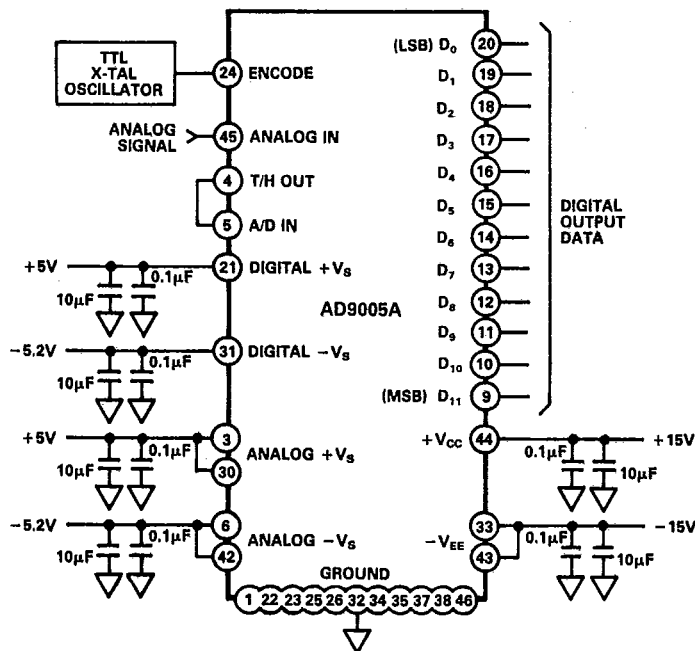 TTL
X-TAL
OSCILLATOR
24 ENCODE
ANALOG
SIGNAL
45 ANALOG IN
4 T/H OUT
5 A/D IN
+5V
10µF
0.1µF
21 DIGITAL +VS
−5.2V
10µF
0.1µF
31 DIGITAL −VS
+5V
10µF
0.1µF
3
30
ANALOG +VS
−5.2V
10µF
0.1µF
6
42
ANALOG −VS
AD9005A
(LSB) D0 20
D1 19
D2 18
D3 17
D4 16
D5 15
D6 14
D7 13
D8 12
D9 11
D10 10
(MSB) D11 9
DIGITAL
OUTPUT
DATA
+VCC 44
0.1µF
10µF
+15V
−VEE
33
43
0.1µF
10µF
−15V
GROUND
1 22 23 25 26 32 34 35 37 38 46